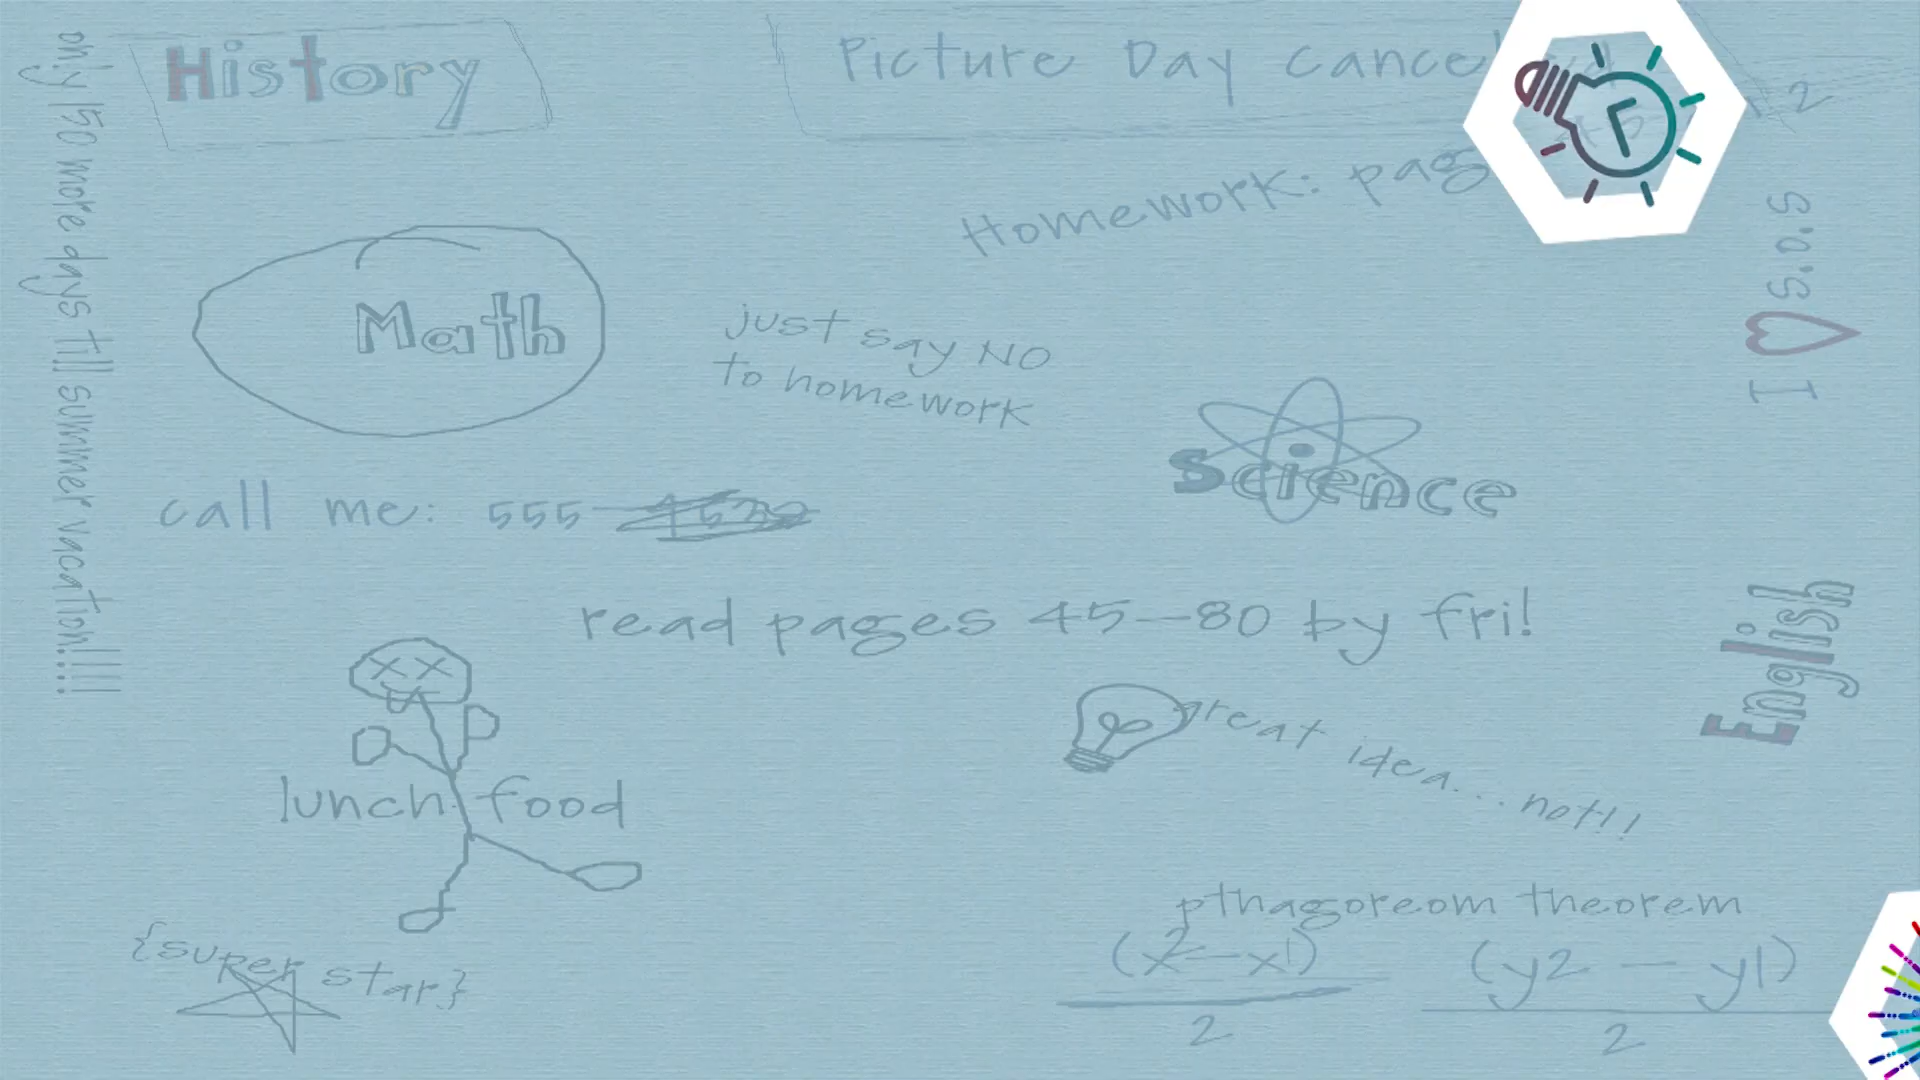 only 150 more days till summer vacation!!!!!
History
Picture Day Cance
2
Homework: pag
I ♡ s.o.s
Math
just say NO
to homework
science
call me: 555-
read pages 45-80 by fri!
English
great idea... not!!
lunch food
pthagoreom theorem
(x2-x1)
2
(y2 - y1)
2
{super star}